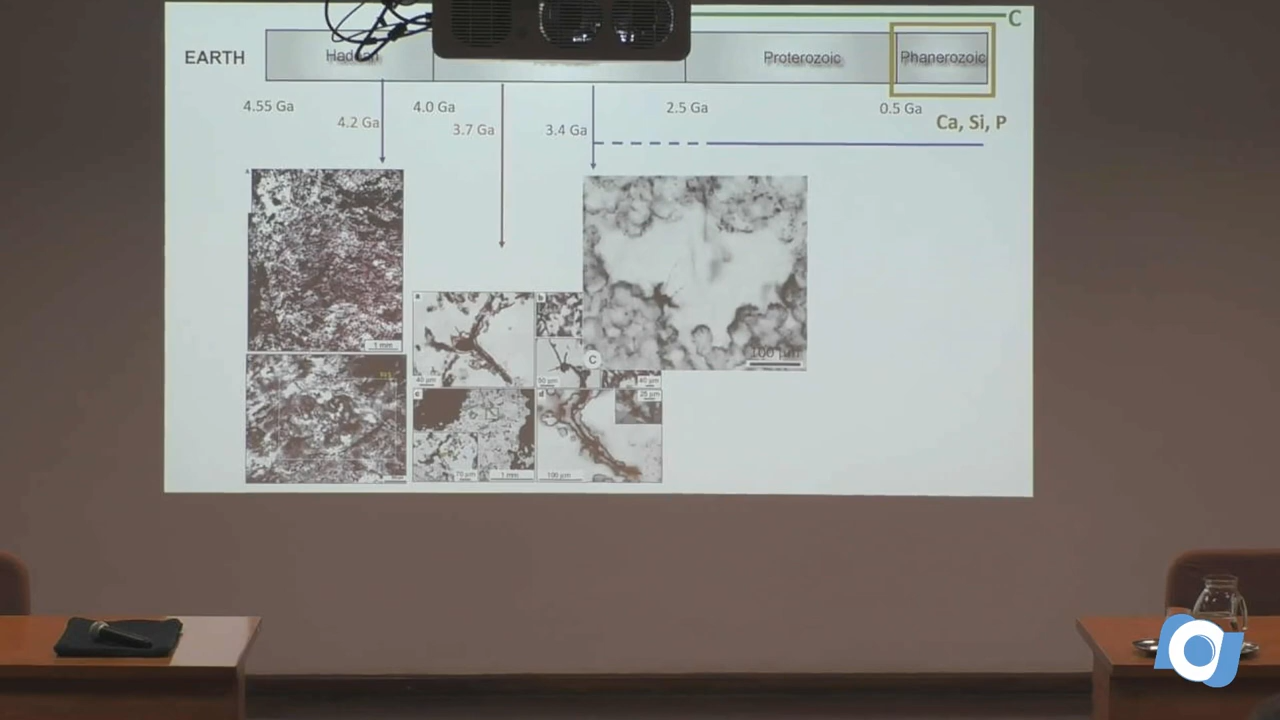 C
EARTH
Hadean
Proterozoic
Phanerozoic
4.55 Ga
4.0 Ga
2.5 Ga
0.5 Ga
4.2 Ga
3.7 Ga
3.4 Ga
Ca, Si, P
1 mm
a
b
40 µm
50 µm
C
40 µm
100 µm
c
d
25 µm
70 µm
1 mm
100 µm